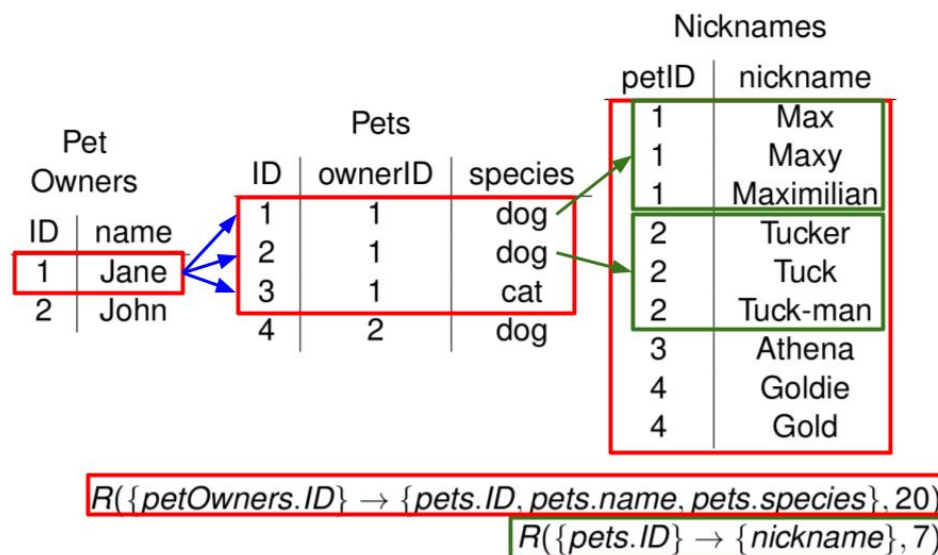 Pet
Owners
ID name
1 Jane
2 John
Pets
ID ownerID species
1 1 dog
2 1 dog
3 1 cat
4 2 dog
Nicknames
petID nickname
1 Max
1 Maxy
1 Maximilian
2 Tucker
2 Tuck
2 Tuck-man
3 Athena
4 Goldie
4 Gold
R({petOwners.ID} → {pets.ID, pets.name, pets.species}, 20)
R({pets.ID} → {nickname}, 7)